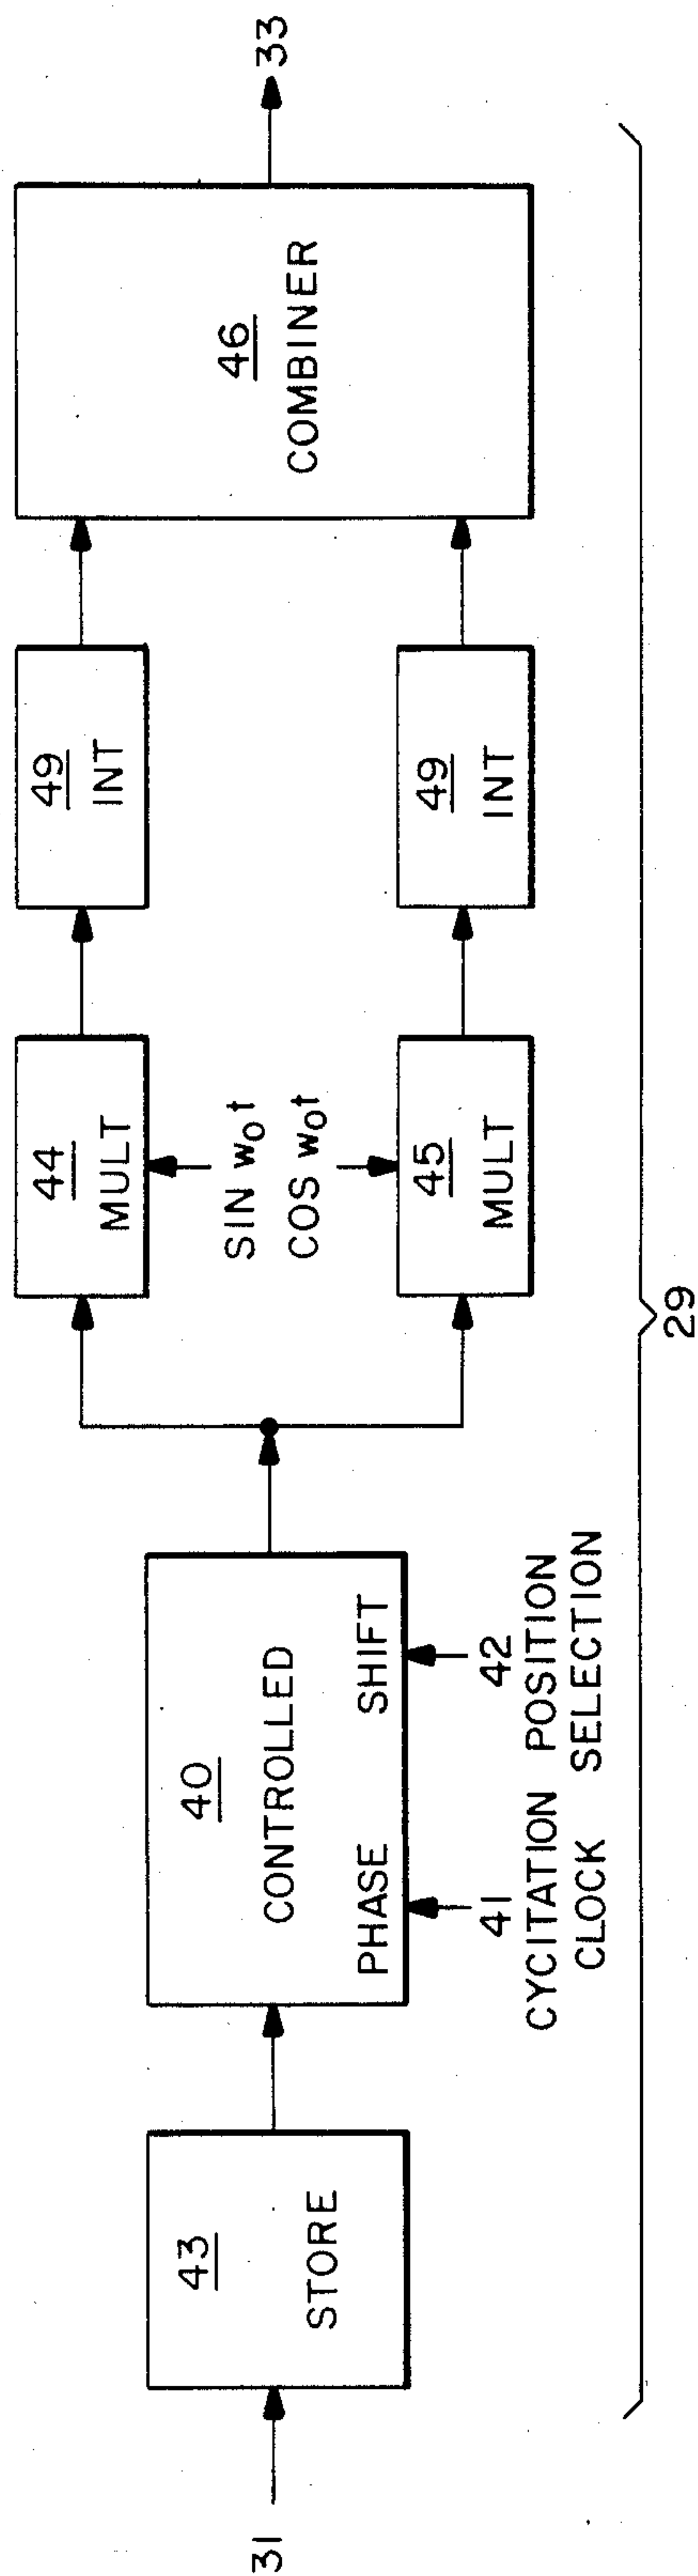 31
43
STORE
40
CONTROLLED
PHASE SHIFT
41
42
CYCITATION POSITION
CLOCK SELECTION
44
MULT
SIN w₀t
COS w₀t
45
MULT
49
INT
49
INT
46
COMBINER
33
29